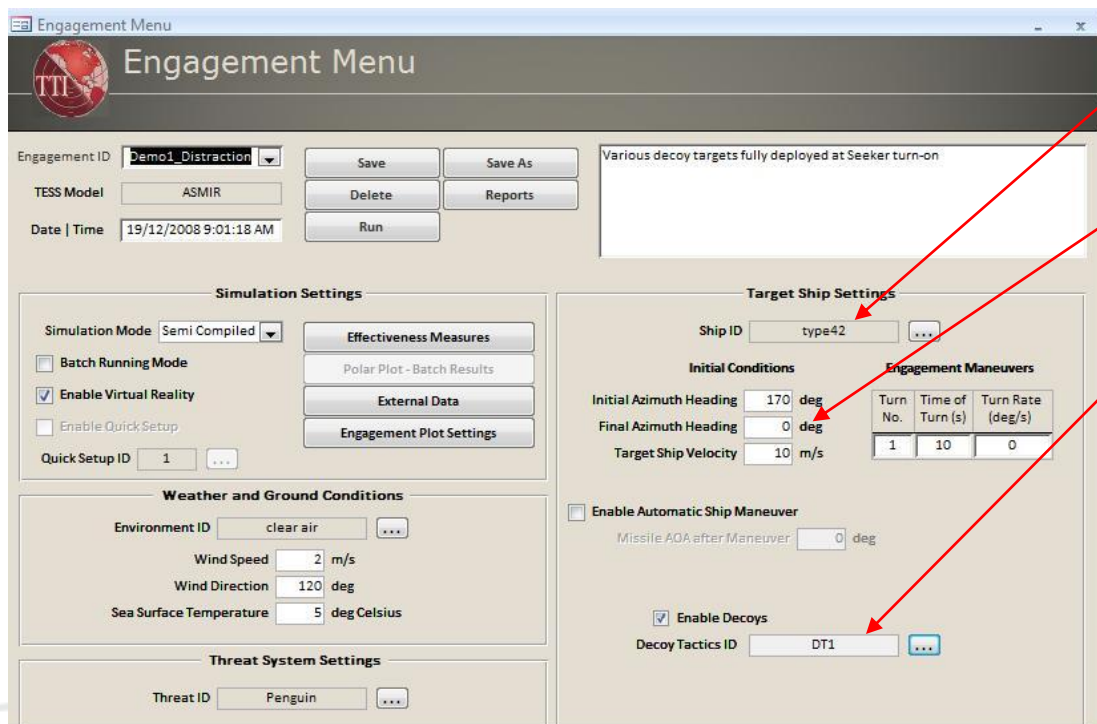 Engagement Menu
TTI
Engagement Menu
Engagement ID Demo1_Distraction
Save Save As
TESS Model ASMIR
Delete Reports
Date | Time 19/12/2008 9:01:18 AM
Run
Various decoy targets fully deployed at Seeker turn-on
Simulation Settings
Simulation Mode Semi Compiled
Effectiveness Measures
Batch Running Mode
Polar Plot - Batch Results
Enable Virtual Reality
External Data
Enable Quick Setup
Engagement Plot Settings
Quick Setup ID 1 ...
Weather and Ground Conditions
Environment ID clear air ...
Wind Speed 2 m/s
Wind Direction 120 deg
Sea Surface Temperature 5 deg Celsius
Threat System Settings
Threat ID Penguin ...
Target Ship Settings
Ship ID type42 ...
Initial Conditions
Initial Azimuth Heading 170 deg
Final Azimuth Heading 0 deg
Target Ship Velocity 10 m/s
Engagement Maneuvers
Turn No. Time of Turn (s) Turn Rate (deg/s)
1 10 0
Enable Automatic Ship Maneuver
Missile AOA after Maneuver 0 deg
Enable Decoys
Decoy Tactics ID DT1 ...